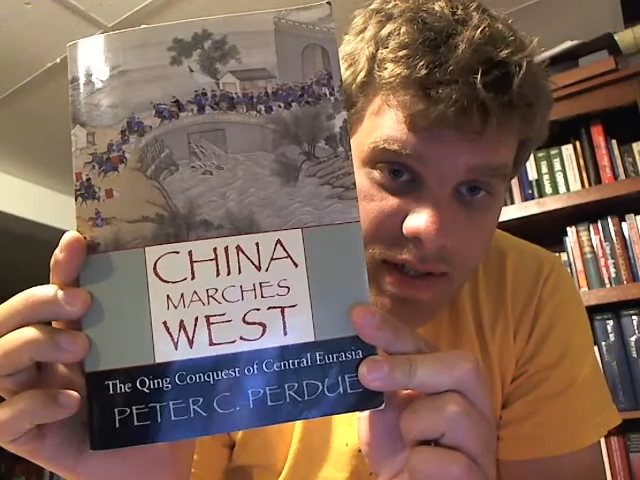 CHINA
MARCHES
WEST
The Qing Conquest of Central Eurasia
PETER C. PERDUE